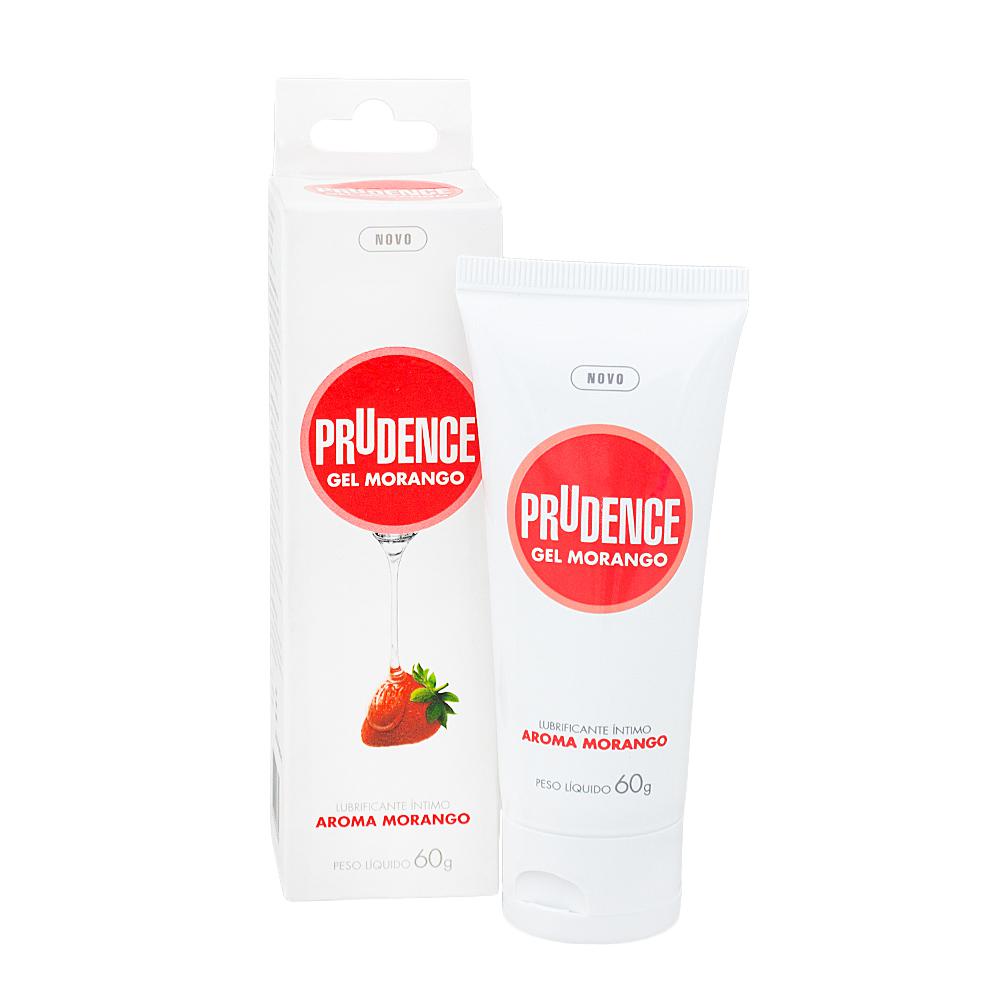 PRUDENCE
NOVO
PRUDENCE
GEL MORANGO
LUBRIFICANTE ÍNTIMO
AROMA MORANGO
PESO LÍQUIDO 60g
NOVO
PRUDENCE
GEL MORANGO
LUBRIFICANTE ÍNTIMO
AROMA MORANGO
PESO LÍQUIDO 60g